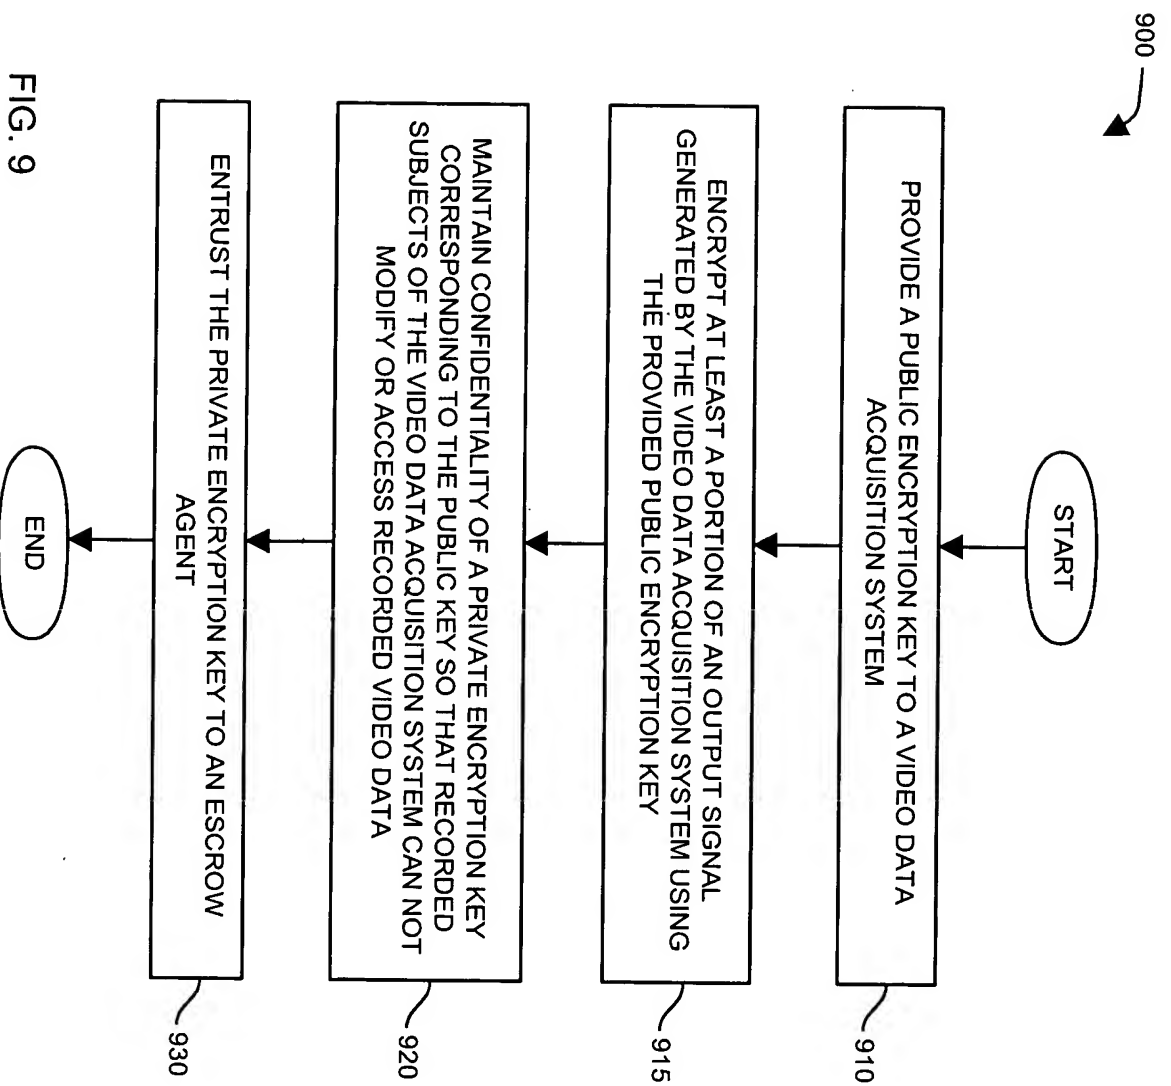 900
START
PROVIDE A PUBLIC ENCRYPTION KEY TO A VIDEO DATA
ACQUISITION SYSTEM
910
ENCRYPT AT LEAST A PORTION OF AN OUTPUT SIGNAL
GENERATED BY THE VIDEO DATA ACQUISITION SYSTEM USING
THE PROVIDED PUBLIC ENCRYPTION KEY
915
MAINTAIN CONFIDENTIALITY OF A PRIVATE ENCRYPTION KEY
CORRESPONDING TO THE PUBLIC KEY SO THAT RECORDED
SUBJECTS OF THE VIDEO DATA ACQUISITION SYSTEM CAN NOT
MODIFY OR ACCESS RECORDED VIDEO DATA
920
ENTRUST THE PRIVATE ENCRYPTION KEY TO AN ESCROW
AGENT
930
END
FIG. 9